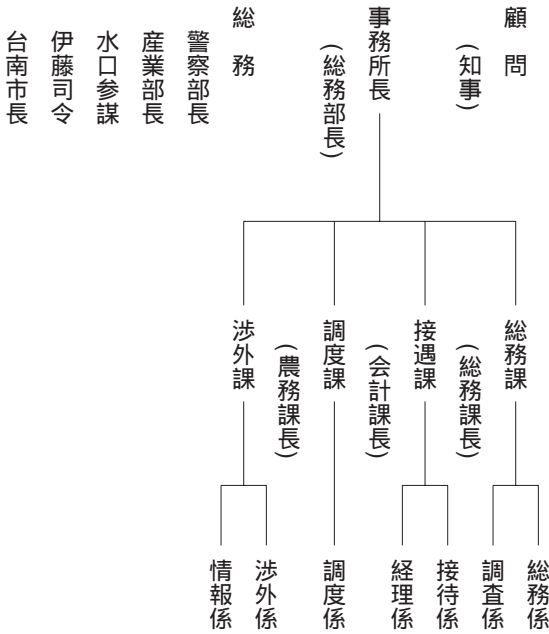 顧問
(知事)
事務所長
(総務部長)
総務
警察部長
産業部長
水口参謀
伊藤司令
台南市長
総務課
(総務課長)
接遇課
(会計課長)
調度課
(農務課長)
渉外課
総務係
調査係
接待係
経理係
調度係
渉外係
情報係